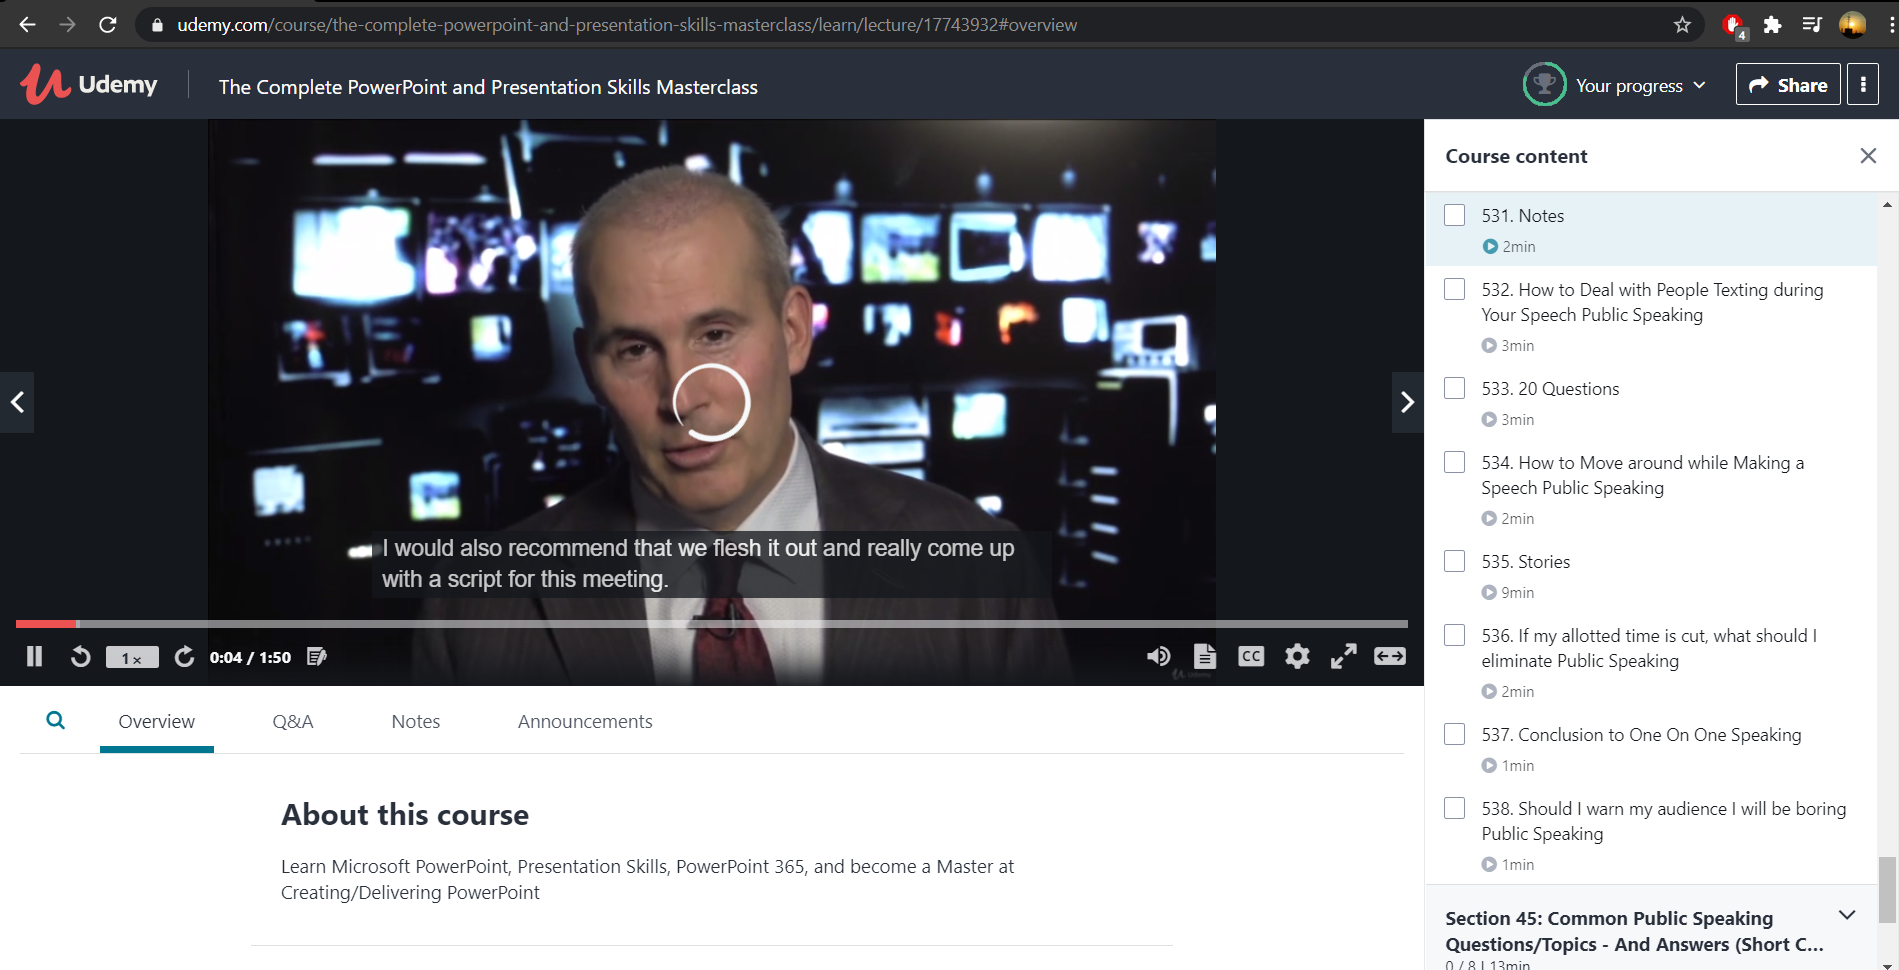 udemy.com/course/the-complete-powerpoint-and-presentation-skills-masterclass/learn/lecture/17743932#overview
4
Udemy
The Complete PowerPoint and Presentation Skills Masterclass
Your progress
Share
I would also recommend that we flesh it out and really come up
with a script for this meeting.
1x
0:04 / 1:50
CC
Udemy
Overview
Q&A
Notes
Announcements
About this course
Learn Microsoft PowerPoint, Presentation Skills, PowerPoint 365, and become a Master at
Creating/Delivering PowerPoint
Course content
531. Notes
2min
532. How to Deal with People Texting during
Your Speech Public Speaking
3min
533. 20 Questions
3min
534. How to Move around while Making a
Speech Public Speaking
2min
535. Stories
9min
536. If my allotted time is cut, what should I
eliminate Public Speaking
2min
537. Conclusion to One On One Speaking
1min
538. Should I warn my audience I will be boring
Public Speaking
1min
Section 45: Common Public Speaking
Questions/Topics - And Answers (Short C...
0 / 8 | 13min